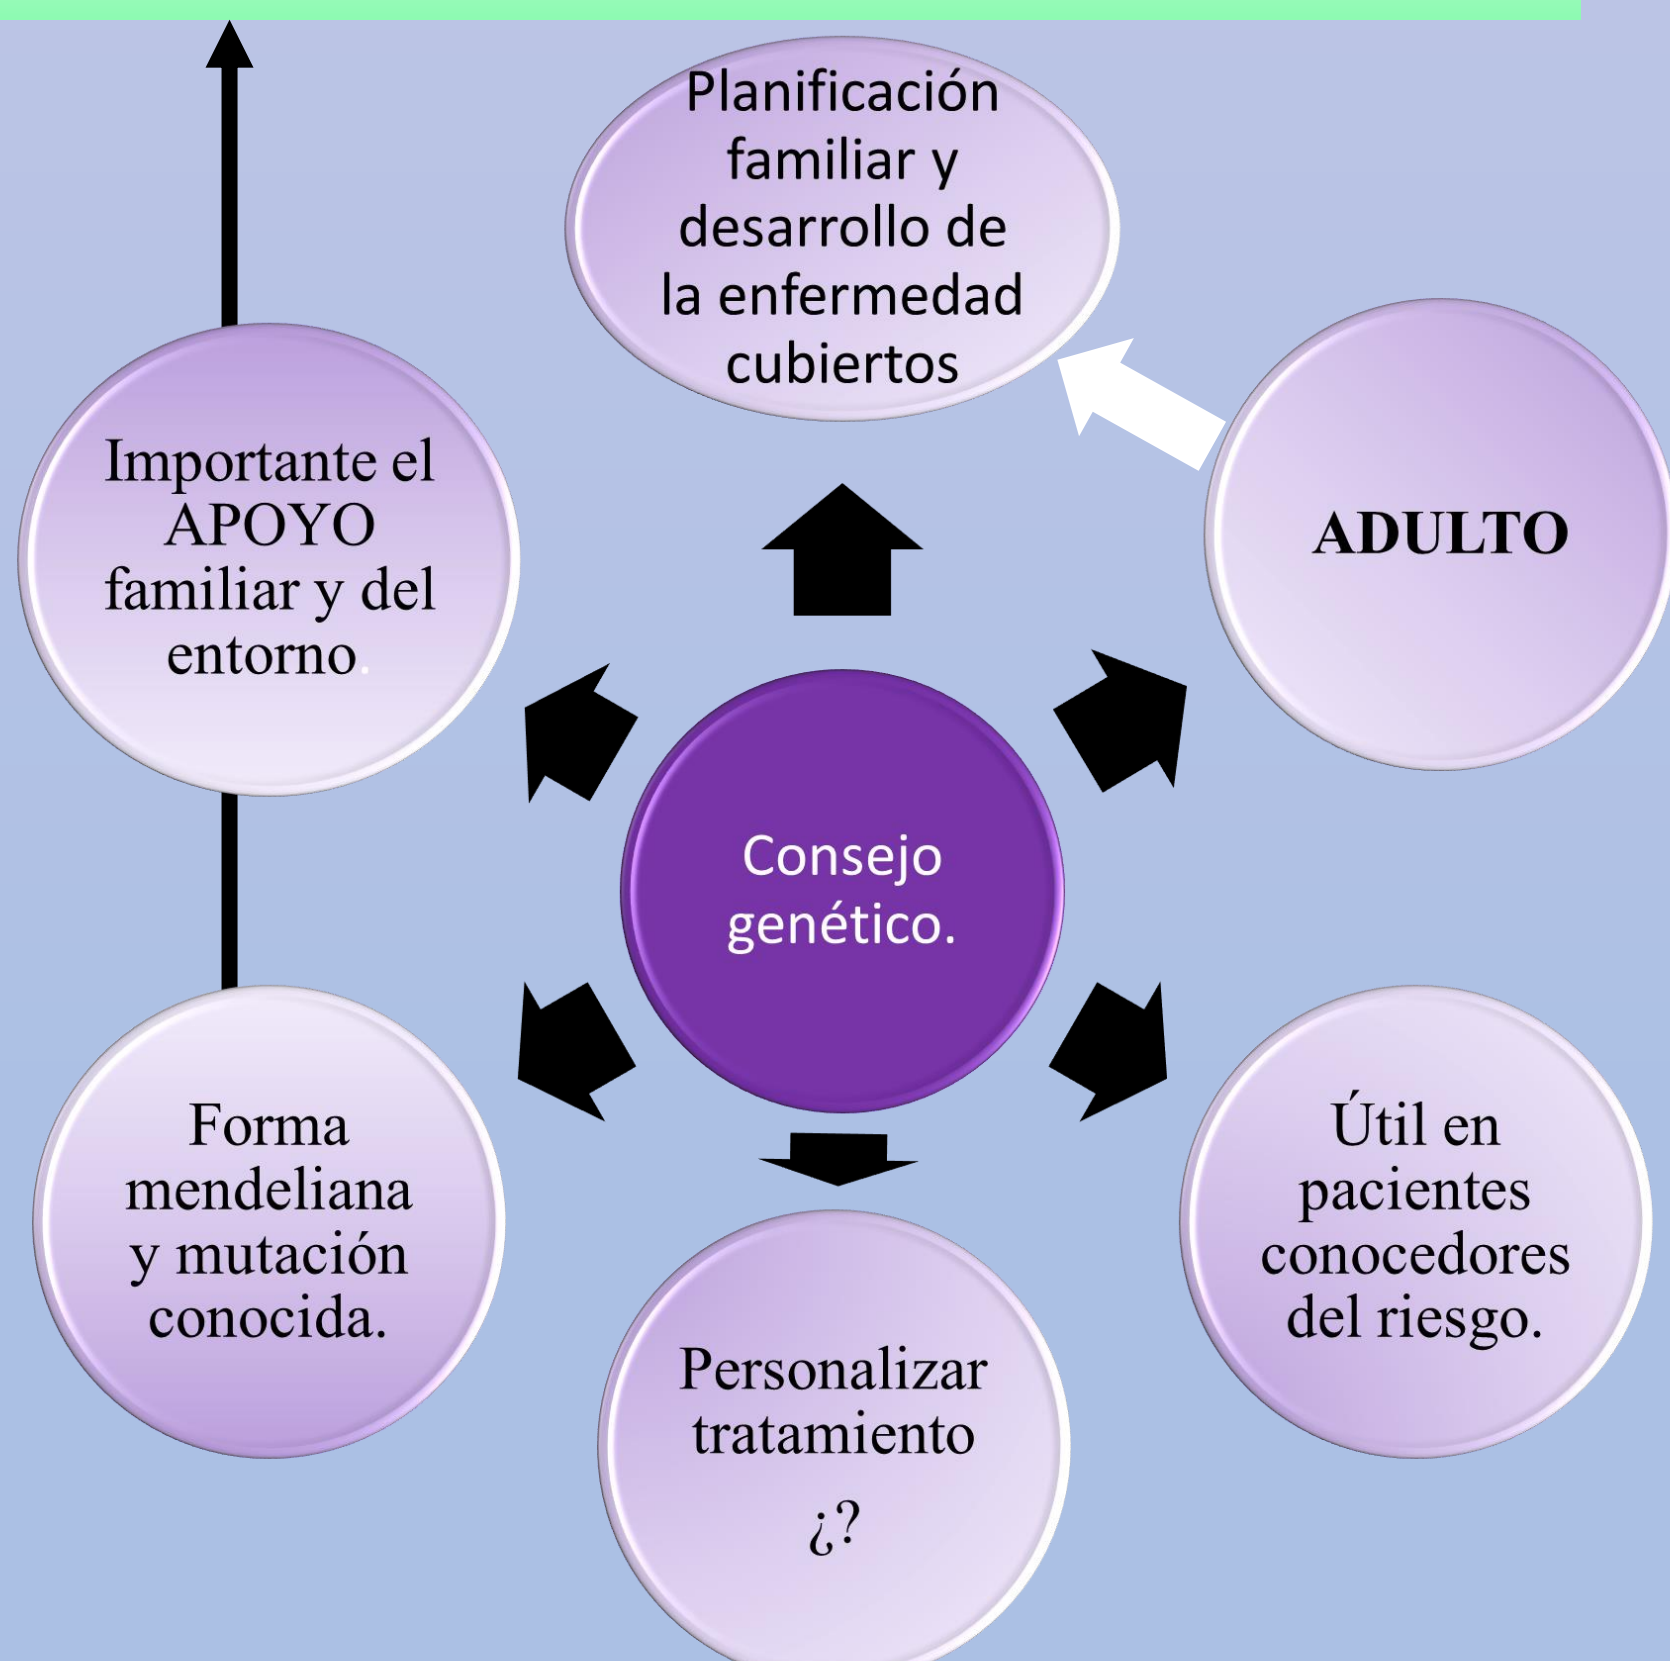 Planificación
familiar y
desarrollo de
la enfermedad
cubiertos
ADULTO
Útil en
pacientes
conocedores
del riesgo.
Personalizar
tratamiento
¿?
Forma
mendeliana
y mutación
conocida.
Importante el
APOYO
familiar y del
entorno.
Consejo
genético.